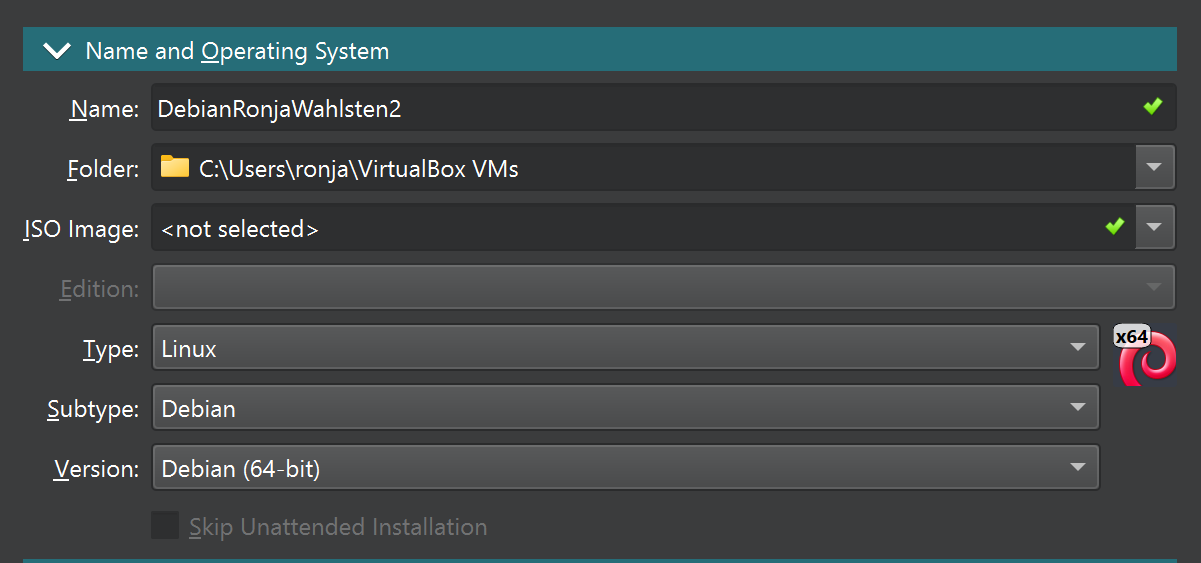 Name and Operating System
Name: DebianRonjaWahlsten2
Folder: C:\Users\ronja\VirtualBox VMs
ISO Image: <not selected>
Edition:
Type: Linux x64
Subtype: Debian
Version: Debian (64-bit)
Skip Unattended Installation